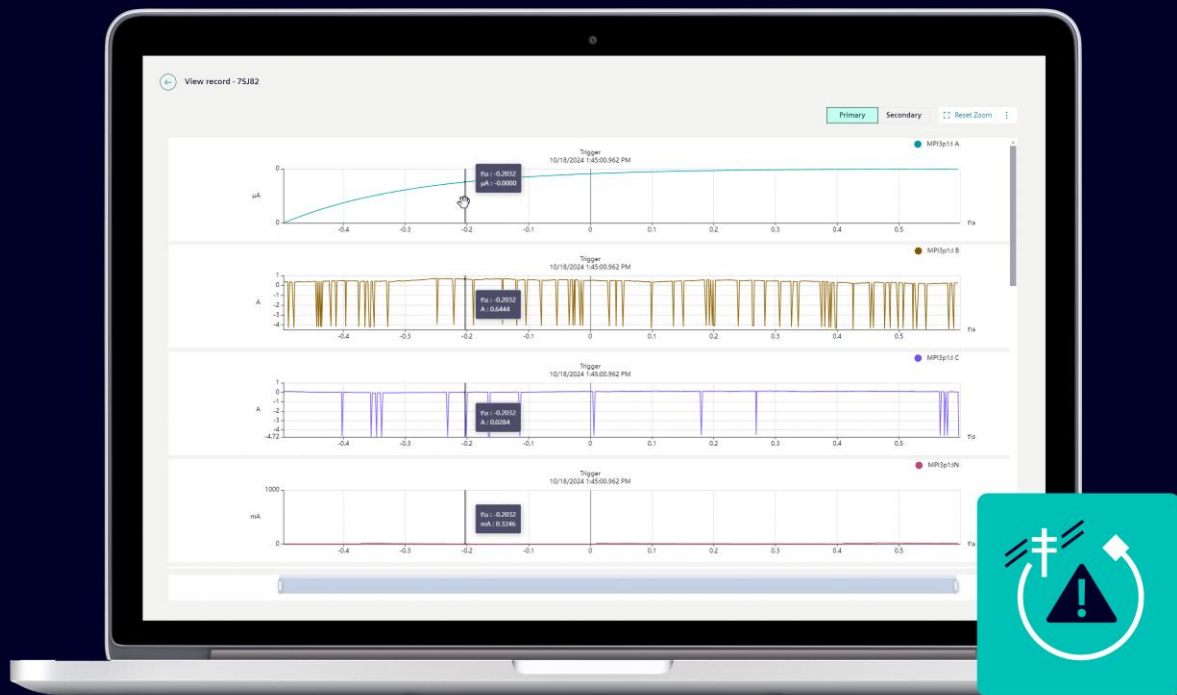 View record - 7SJ82
Primary
Secondary
Reset Zoom
MPI3p1:I A
Trigger
10/18/2024 1:45:00.962 PM
0
µA
0
t\s : -0.2032
µA : -0.0000
-0.4 -0.3 -0.2 -0.1 0 0.1 0.2 0.3 0.4 0.5 t\s
MPI3p1:I B
Trigger
10/18/2024 1:45:00.962 PM
1
0
-1
-2
-3
-4
A
t\s : -0.2032
A : 0.6444
-0.4 -0.3 -0.2 -0.1 0 0.1 0.2 0.3 0.4 0.5 t\s
MPI3p1:I C
Trigger
10/18/2024 1:45:00.962 PM
1
0
-1
-2
-3
-4
-4.72
A
t\s : -0.2032
A : 0.0284
-0.4 -0.3 -0.2 -0.1 0 0.1 0.2 0.3 0.4 0.5 t\s
MPI3p1:IN
Trigger
10/18/2024 1:45:00.962 PM
1000
mA
0
t\s : -0.2032
mA : 0.3246
-0.4 -0.3 -0.2 -0.1 0 0.1 0.2 0.3 0.4 0.5 t\s